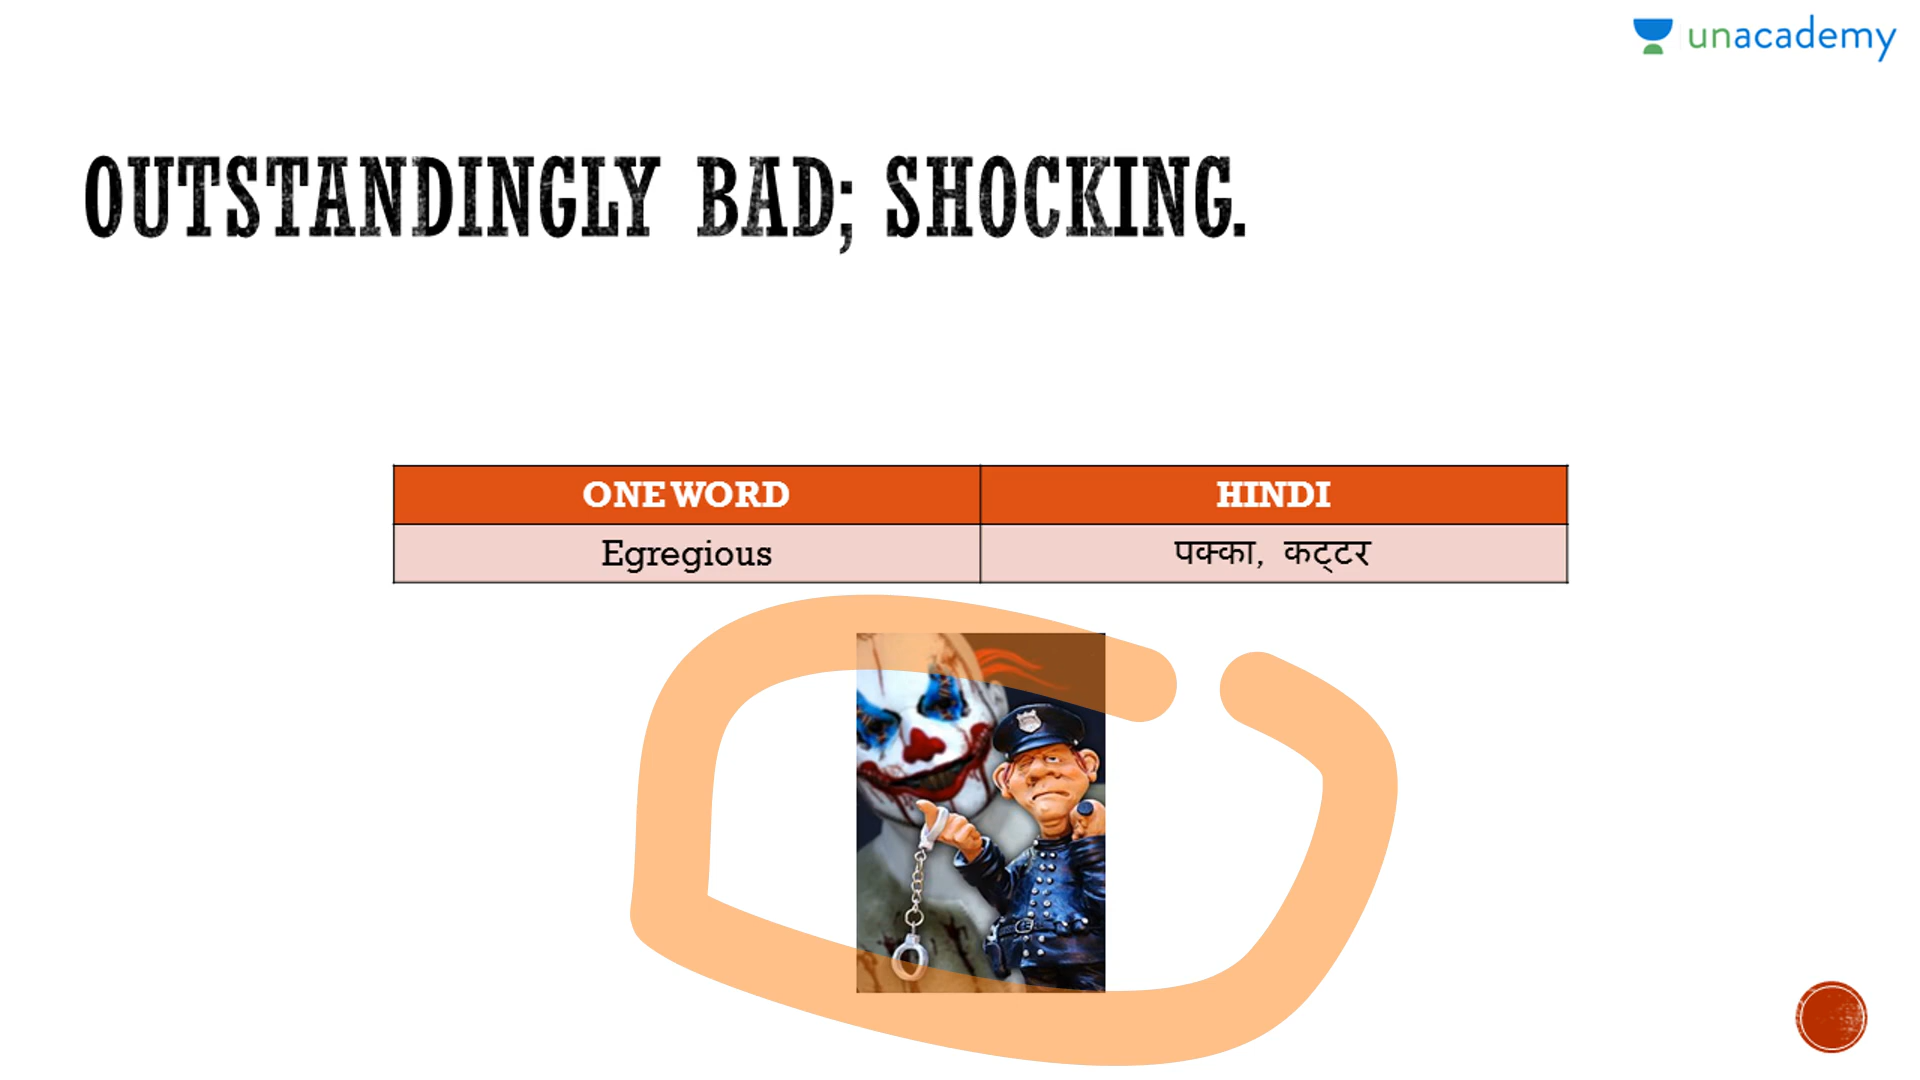 unacademy
OUTSTANDINGLY BAD; SHOCKING.
ONE WORD HINDI
Egregious पक्का, कट्टर